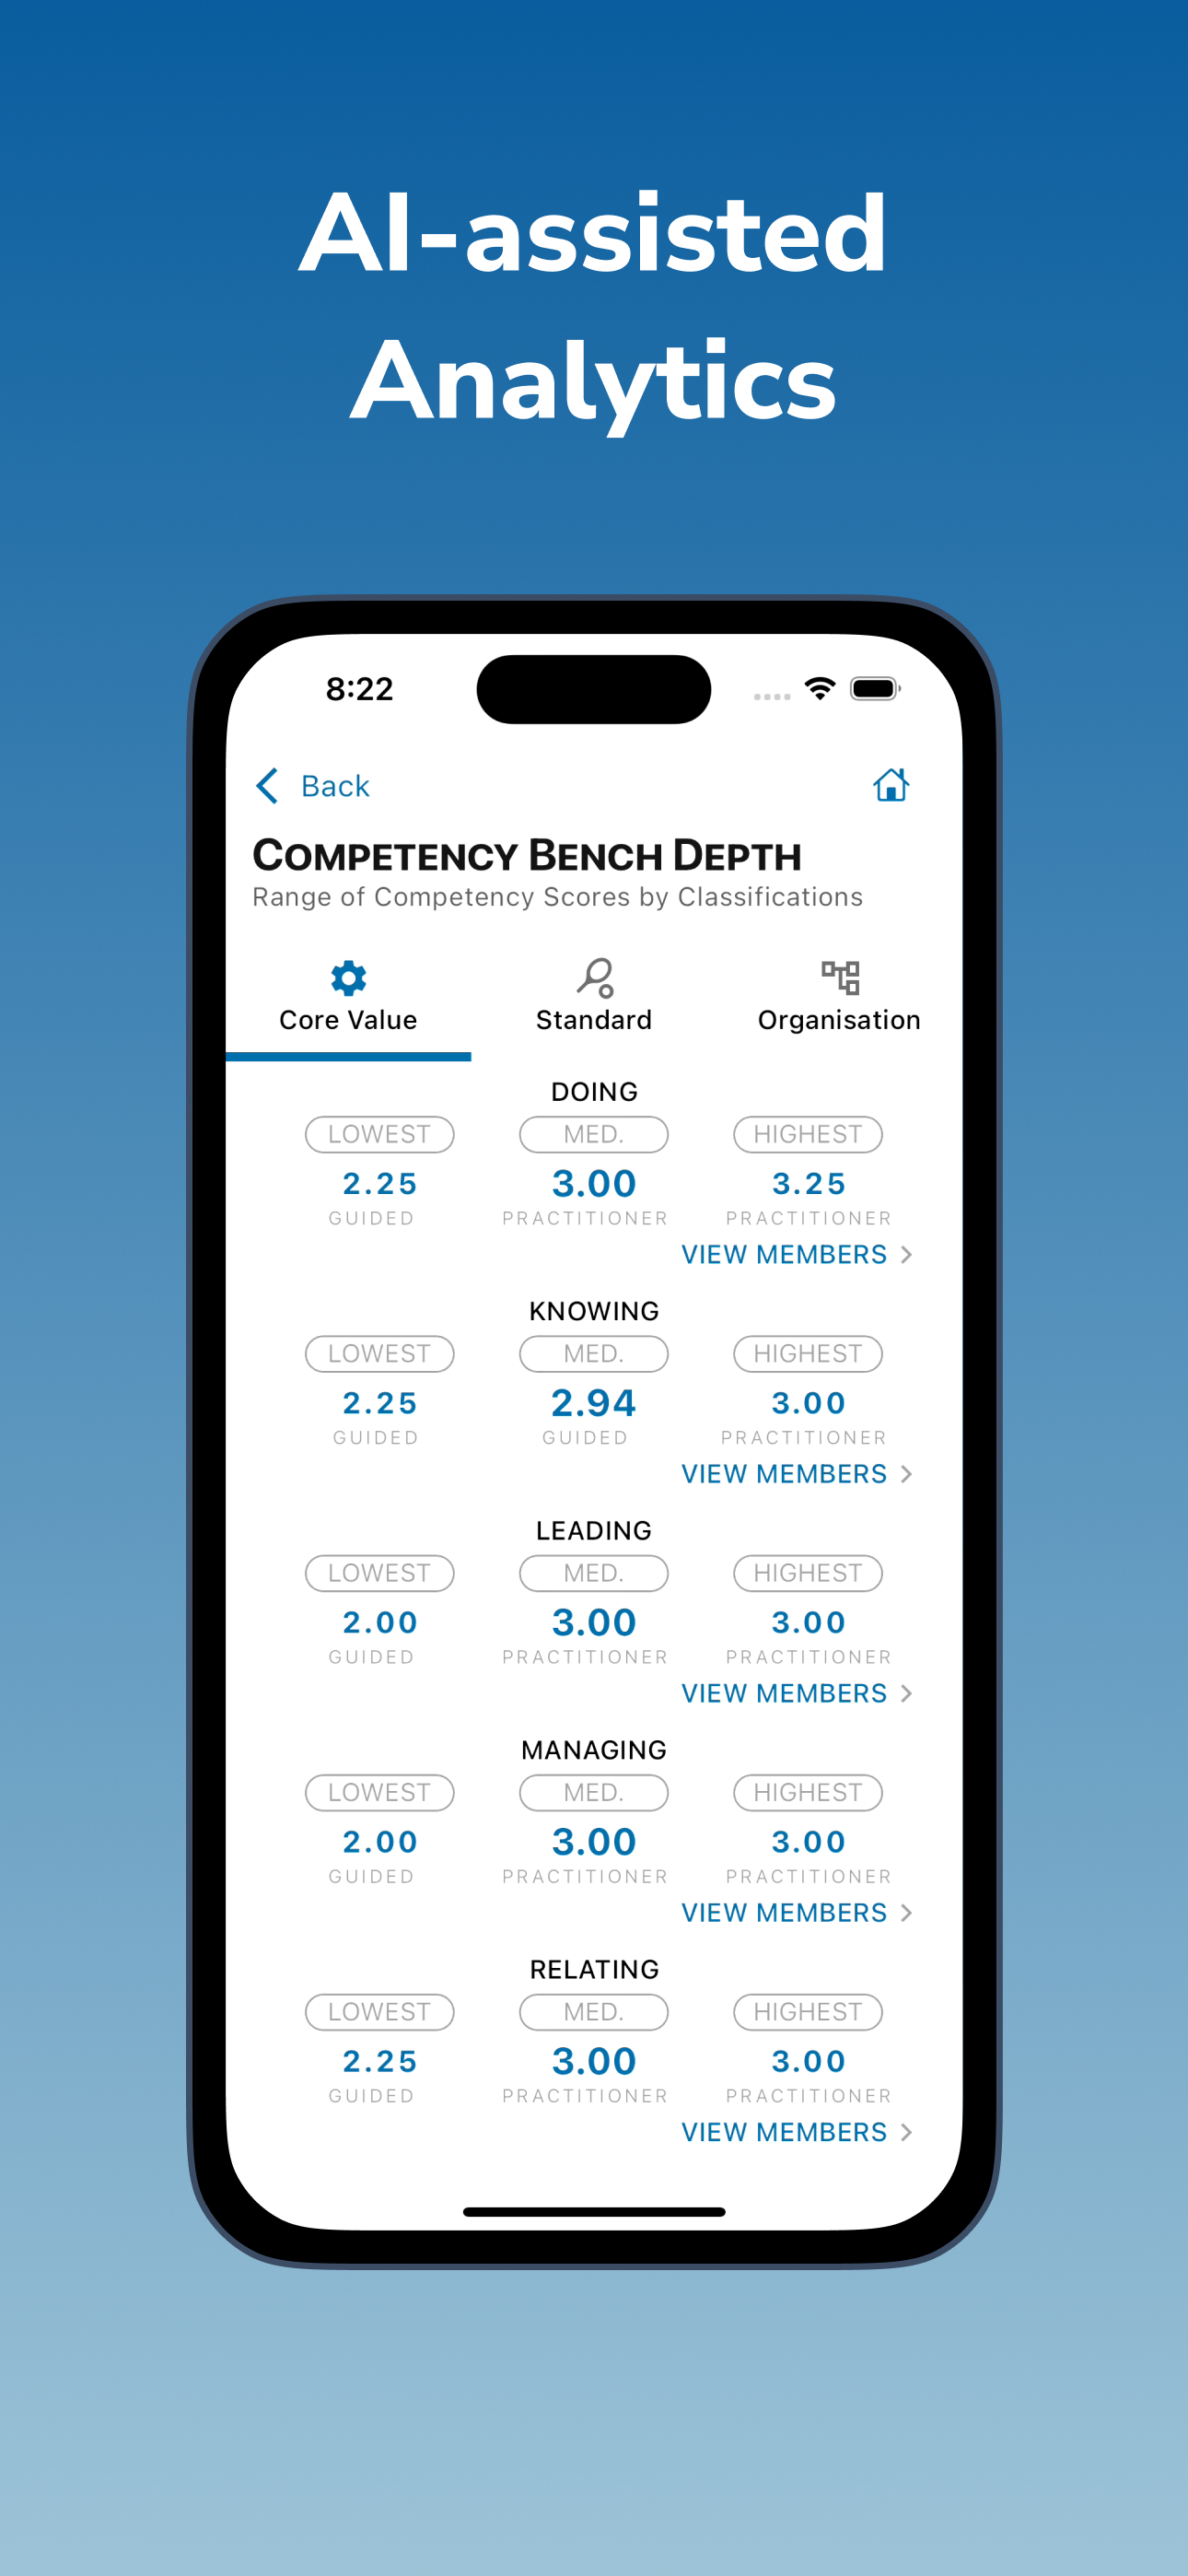 AI-assisted
Analytics
8:22
Back
COMPETENCY BENCH DEPTH
Range of Competency Scores by Classifications
Core Value Standard Organisation
DOING
LOWEST MED. HIGHEST
2.25 3.00 3.25
GUIDED PRACTITIONER PRACTITIONER
VIEW MEMBERS
KNOWING
LOWEST MED. HIGHEST
2.25 2.94 3.00
GUIDED GUIDED PRACTITIONER
VIEW MEMBERS
LEADING
LOWEST MED. HIGHEST
2.00 3.00 3.00
GUIDED PRACTITIONER PRACTITIONER
VIEW MEMBERS
MANAGING
LOWEST MED. HIGHEST
2.00 3.00 3.00
GUIDED PRACTITIONER PRACTITIONER
VIEW MEMBERS
RELATING
LOWEST MED. HIGHEST
2.25 3.00 3.00
GUIDED PRACTITIONER PRACTITIONER
VIEW MEMBERS